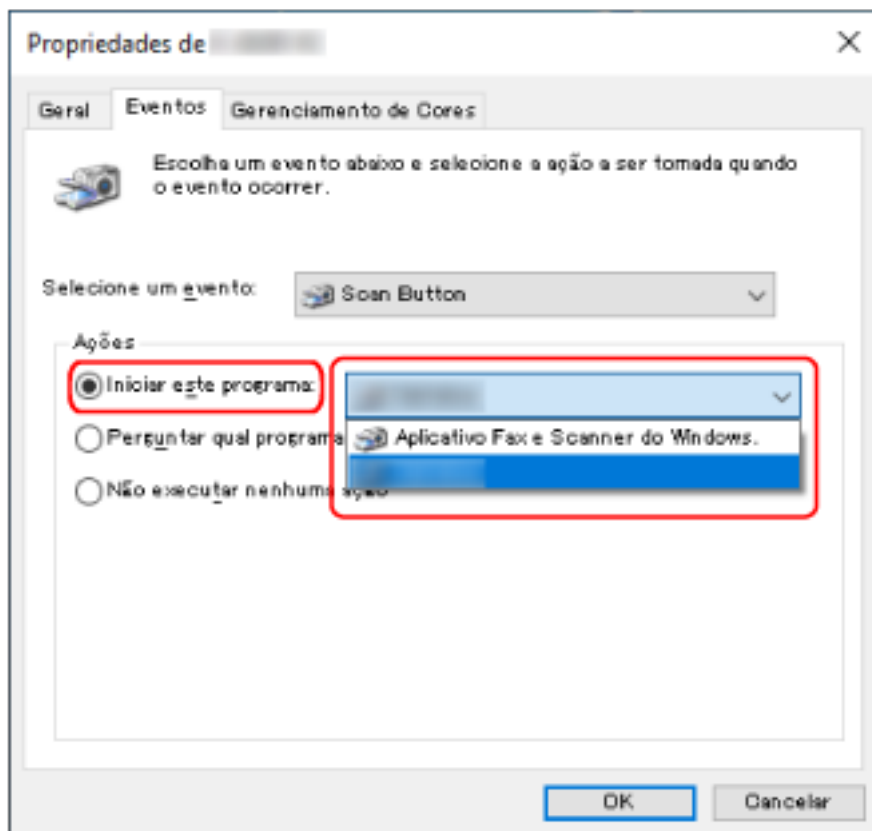 Propriedades de
Geral Eventos Gerenciamento de Cores
Escolha um evento abaixo e selecione a ação a ser tomada quando
o evento ocorrer.
Selecione um evento: Scan Button
Ações
Iniciar este programa:
Perguntar qual programa
Aplicativo Fax e Scanner do Windows.
Não executar nenhuma ação
OK Cancelar